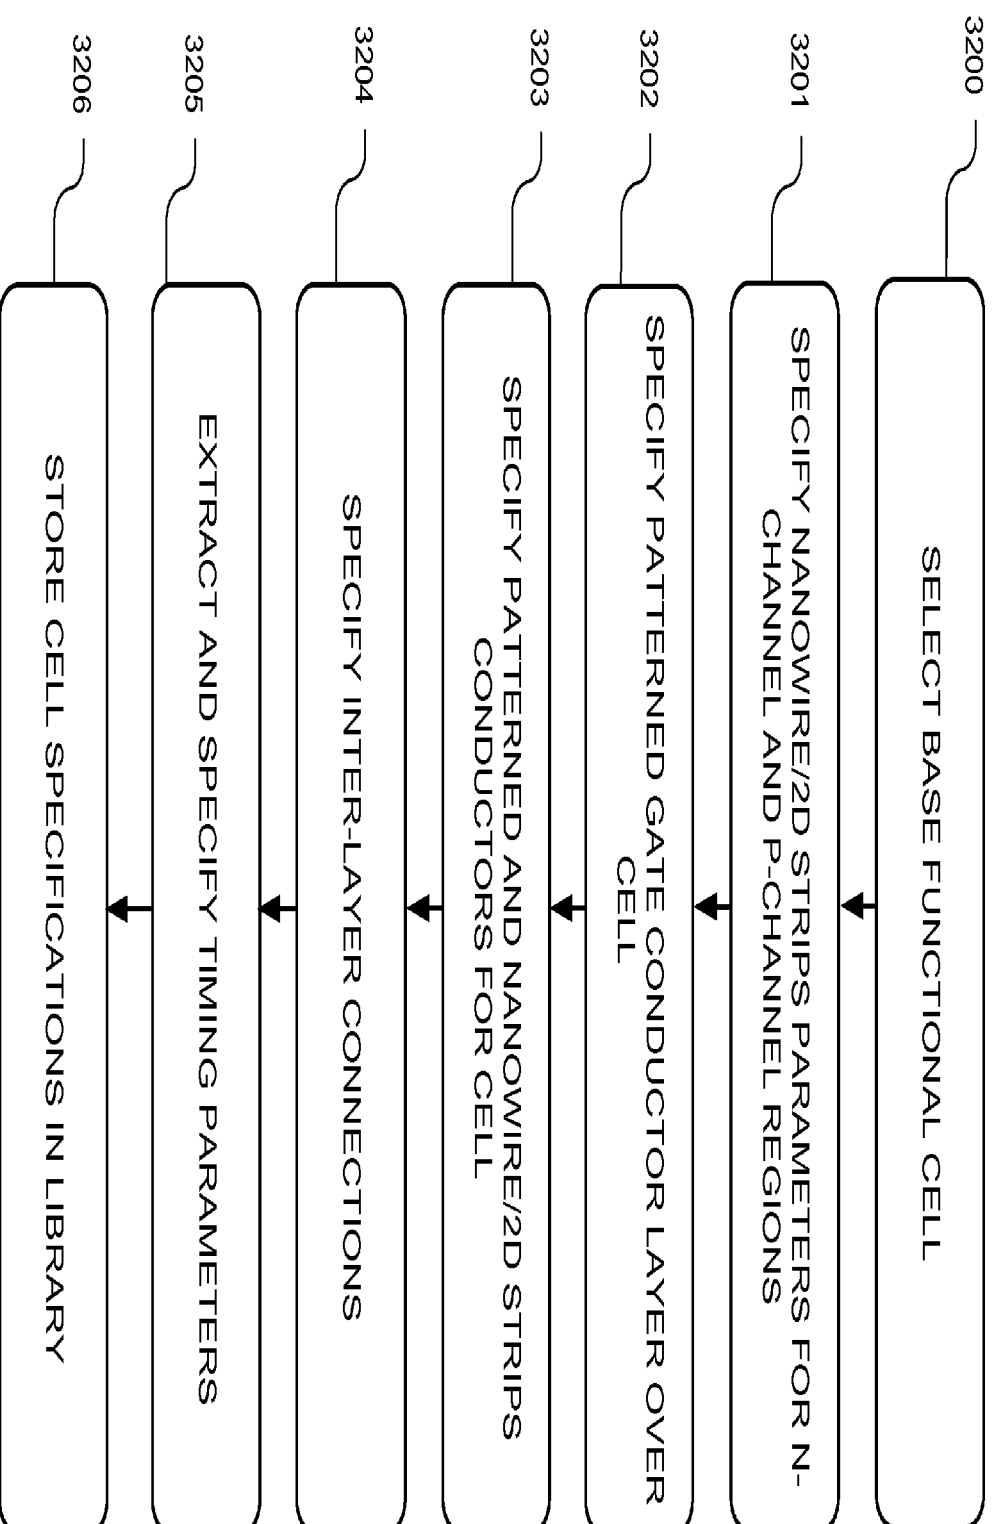 3200
SELECT BASE FUNCTIONAL CELL
3201
SPECIFY NANOWIRE/2D STRIPS PARAMETERS FOR N-
CHANNEL AND P-CHANNEL REGIONS
3202
SPECIFY PATTERNED GATE CONDUCTOR LAYER OVER
CELL
3203
SPECIFY PATTERNED AND NANOWIRE/2D STRIPS
CONDUCTORS FOR CELL
3204
SPECIFY INTER-LAYER CONNECTIONS
3205
EXTRACT AND SPECIFY TIMING PARAMETERS
3206
STORE CELL SPECIFICATIONS IN LIBRARY